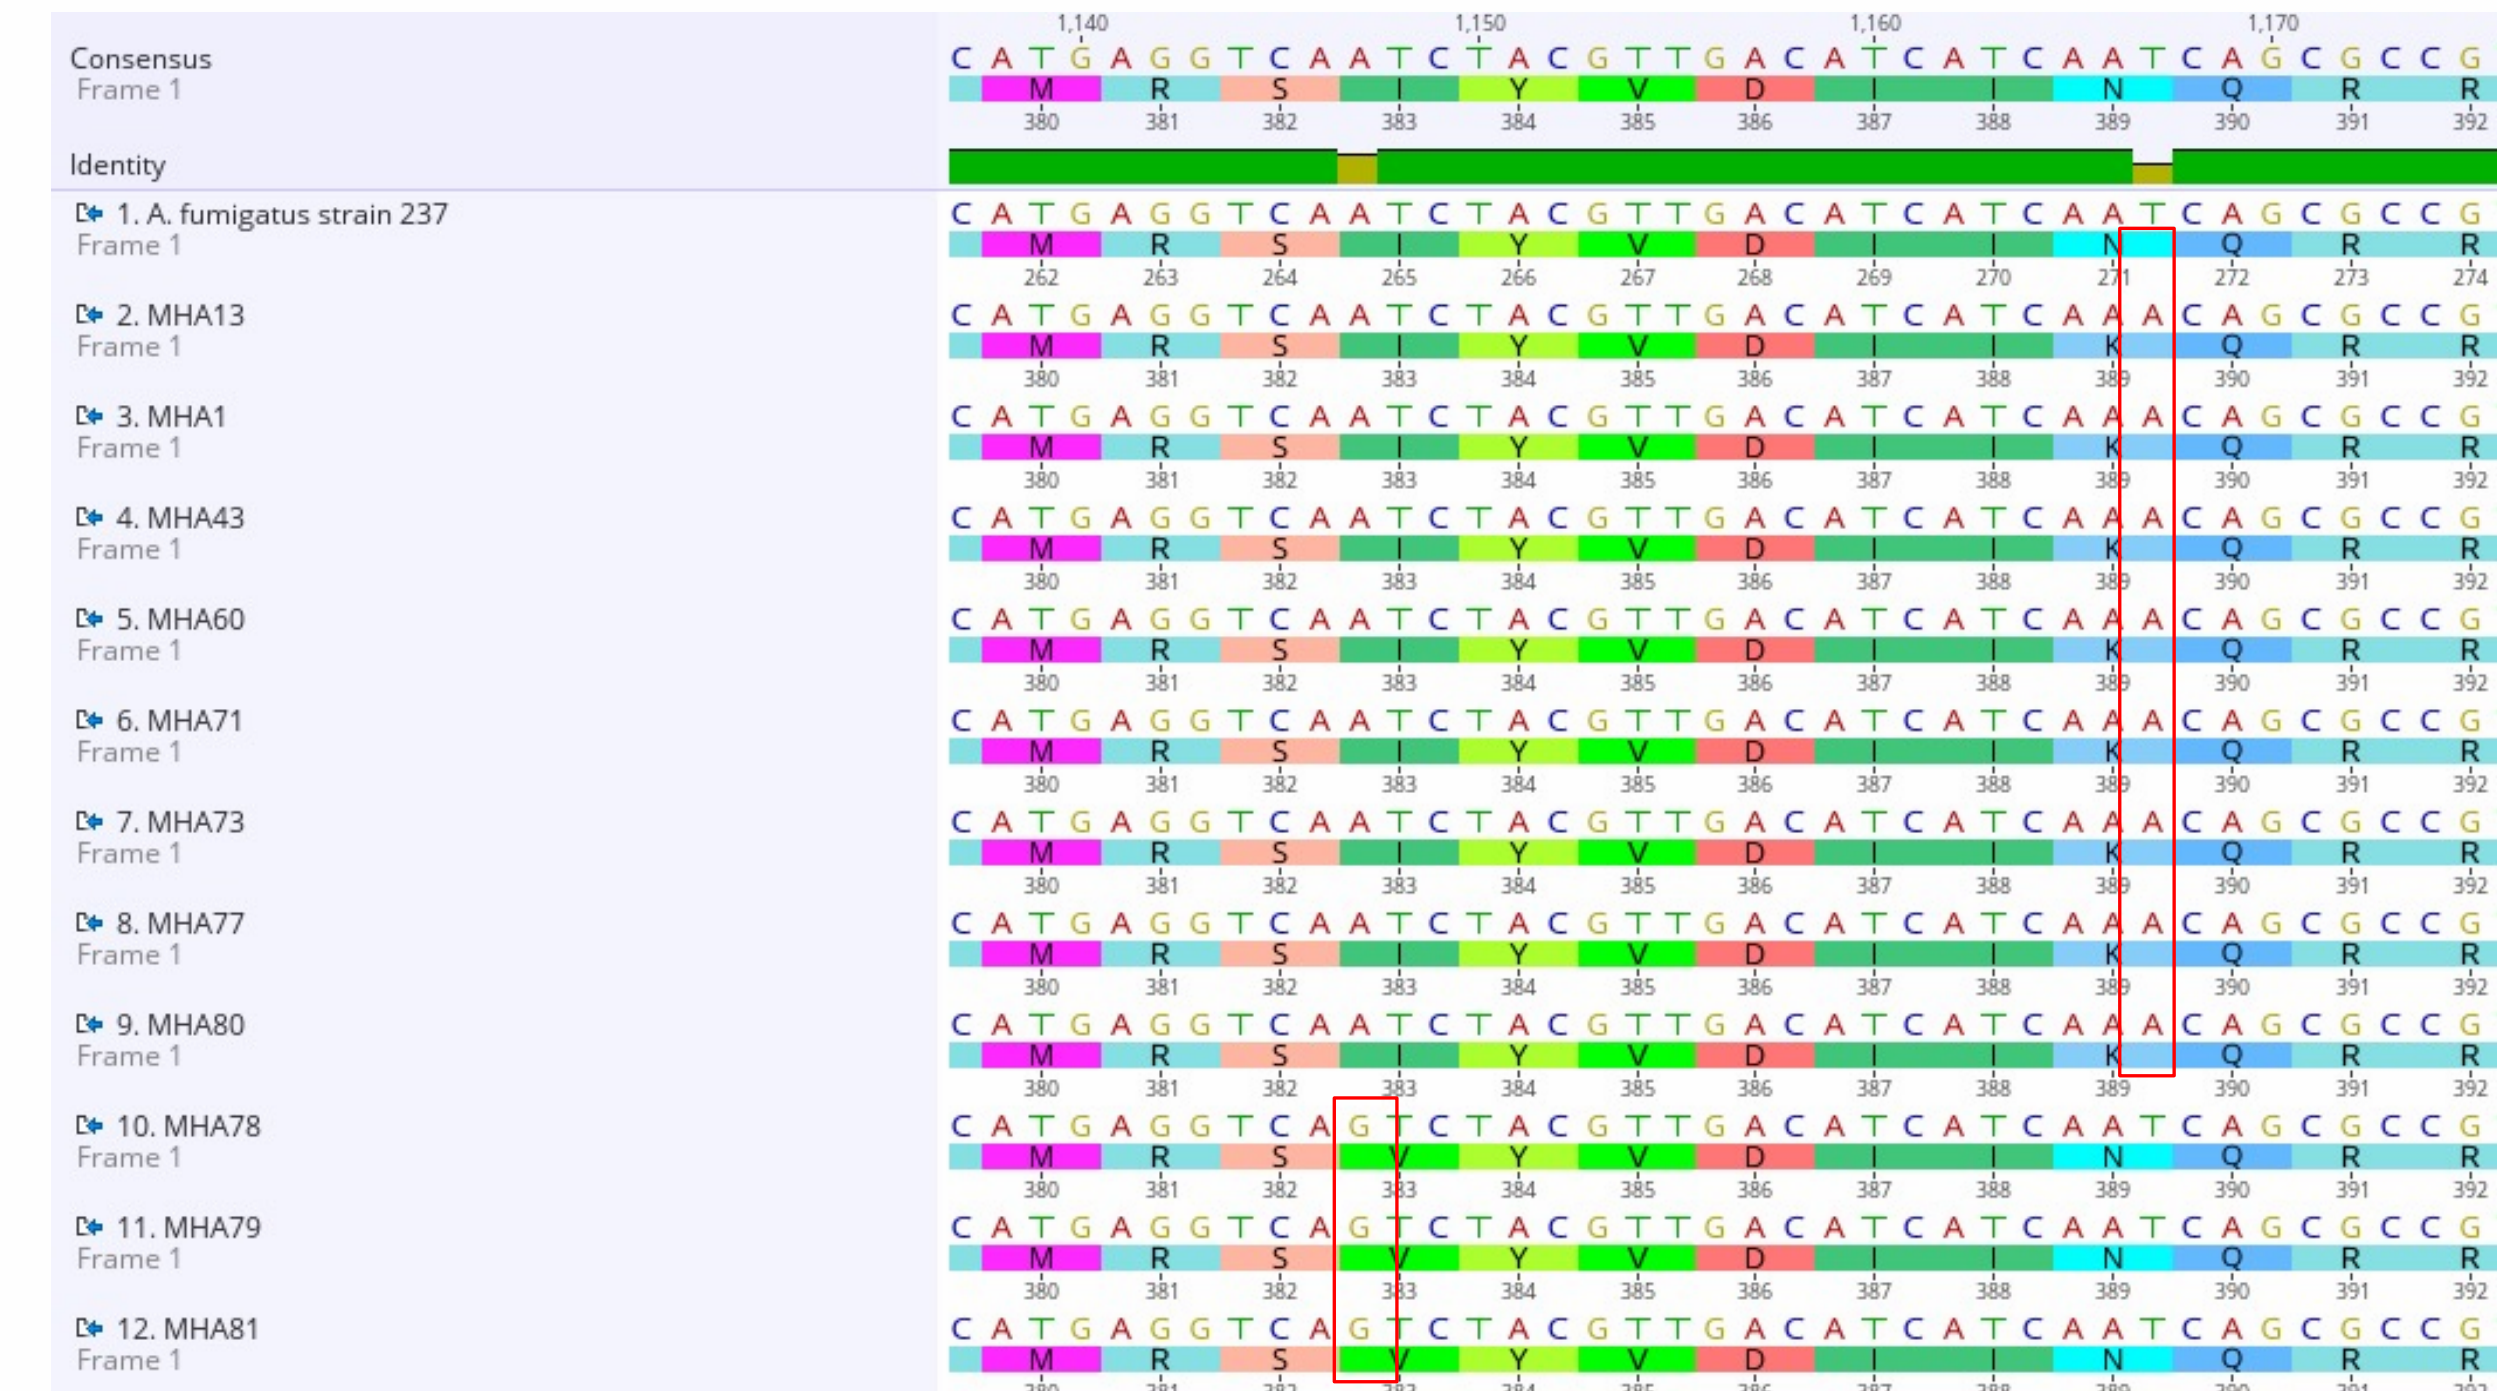 1,140 1,150 1,160 1,170
Consensus C A T G A G G T C A A T C T A C G T T G A C A T C A T C A A T C A G C G C C G
Frame 1 M R S I Y V D I I N Q R R
380 381 382 383 384 385 386 387 388 389 390 391 392
Identity
1. A. fumigatus strain 237 C A T G A G G T C A A T C T A C G T T G A C A T C A T C A A T C A G C G C C G
Frame 1 M R S I Y V D I I N Q R R
262 263 264 265 266 267 268 269 270 271 272 273 274
2. MHA13 C A T G A G G T C A A T C T A C G T T G A C A T C A T C A A A C A G C G C C G
Frame 1 M R S I Y V D I I K Q R R
380 381 382 383 384 385 386 387 388 389 390 391 392
3. MHA1 C A T G A G G T C A A T C T A C G T T G A C A T C A T C A A A C A G C G C C G
Frame 1 M R S I Y V D I I K Q R R
380 381 382 383 384 385 386 387 388 389 390 391 392
4. MHA43 C A T G A G G T C A A T C T A C G T T G A C A T C A T C A A A C A G C G C C G
Frame 1 M R S I Y V D I I K Q R R
380 381 382 383 384 385 386 387 388 389 390 391 392
5. MHA60 C A T G A G G T C A A T C T A C G T T G A C A T C A T C A A A C A G C G C C G
Frame 1 M R S I Y V D I I K Q R R
380 381 382 383 384 385 386 387 388 389 390 391 392
6. MHA71 C A T G A G G T C A A T C T A C G T T G A C A T C A T C A A A C A G C G C C G
Frame 1 M R S I Y V D I I K Q R R
380 381 382 383 384 385 386 387 388 389 390 391 392
7. MHA73 C A T G A G G T C A A T C T A C G T T G A C A T C A T C A A A C A G C G C C G
Frame 1 M R S I Y V D I I K Q R R
380 381 382 383 384 385 386 387 388 389 390 391 392
8. MHA77 C A T G A G G T C A A T C T A C G T T G A C A T C A T C A A A C A G C G C C G
Frame 1 M R S I Y V D I I K Q R R
380 381 382 383 384 385 386 387 388 389 390 391 392
9. MHA80 C A T G A G G T C A A T C T A C G T T G A C A T C A T C A A A C A G C G C C G
Frame 1 M R S I Y V D I I K Q R R
380 381 382 383 384 385 386 387 388 389 390 391 392
10. MHA78 C A T G A G G T C A G T C T A C G T T G A C A T C A T C A A T C A G C G C C G
Frame 1 M R S V Y V D I I N Q R R
380 381 382 383 384 385 386 387 388 389 390 391 392
11. MHA79 C A T G A G G T C A G T C T A C G T T G A C A T C A T C A A T C A G C G C C G
Frame 1 M R S V Y V D I I N Q R R
380 381 382 383 384 385 386 387 388 389 390 391 392
12. MHA81 C A T G A G G T C A G T C T A C G T T G A C A T C A T C A A T C A G C G C C G
Frame 1 M R S V Y V D I I N Q R R